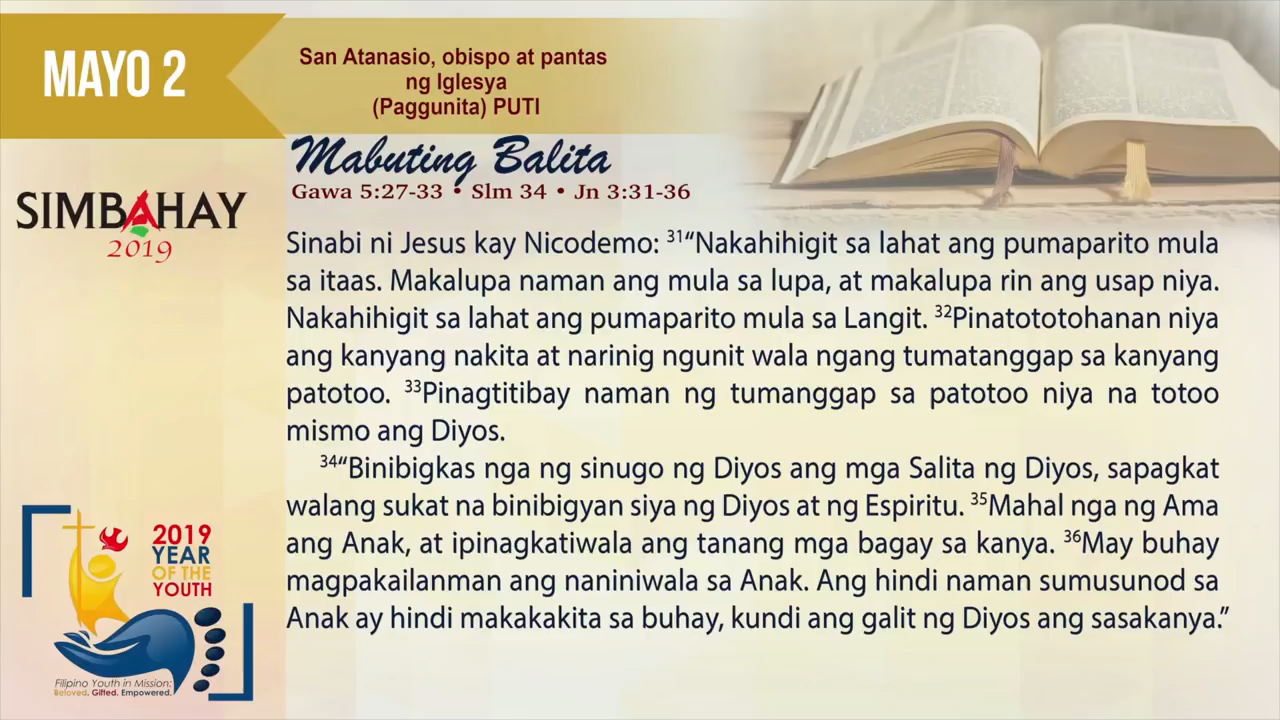 MAYO 2
San Atanasio, obispo at pantas
ng Iglesya
(Paggunita) PUTI
Mabuting Balita
Gawa 5:27-33 • Slm 34 • Jn 3:31-36
SIMBAHAY
2019
Sinabi ni Jesus kay Nicodemo: ³¹“Nakahihigit sa lahat ang pumaparito mula
sa itaas. Makalupa naman ang mula sa lupa, at makalupa rin ang usap niya.
Nakahihigit sa lahat ang pumaparito mula sa Langit. ³²Pinatototohanan niya
ang kanyang nakita at narinig ngunit wala ngang tumatanggap sa kanyang
patotoo. ³³Pinagtitibay naman ng tumanggap sa patotoo niya na totoo
mismo ang Diyos.
³⁴“Binibigkas nga ng sinugo ng Diyos ang mga Salita ng Diyos, sapagkat
walang sukat na binibigyan siya ng Diyos at ng Espiritu. ³⁵Mahal nga ng Ama
ang Anak, at ipinagkatiwala ang tanang mga bagay sa kanya. ³⁶May buhay
magpakailanman ang naniniwala sa Anak. Ang hindi naman sumusunod sa
Anak ay hindi makakakita sa buhay, kundi ang galit ng Diyos ang sasakanya.”
2019
YEAR
OF THE
YOUTH
Filipino Youth in Mission:
Beloved. Gifted. Empowered.